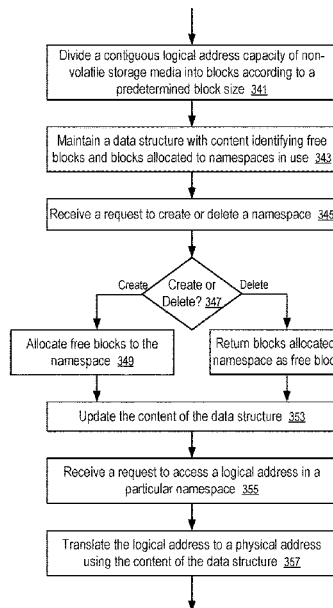 Divide a contiguous logical address capacity of non-
volatile storage media into blocks according to a
predetermined block size 341
Maintain a data structure with content identifying free
blocks and blocks allocated to namespaces in use 343
Receive a request to create or delete a namespace 345
Create or
Delete? 347
Create
Delete
Allocate free blocks to the
namespace 349
Return blocks allocated
namespace as free bloc
Update the content of the data structure 353
Receive a request to access a logical address in a
particular namespace 355
Translate the logical address to a physical address
using the content of the data structure 357